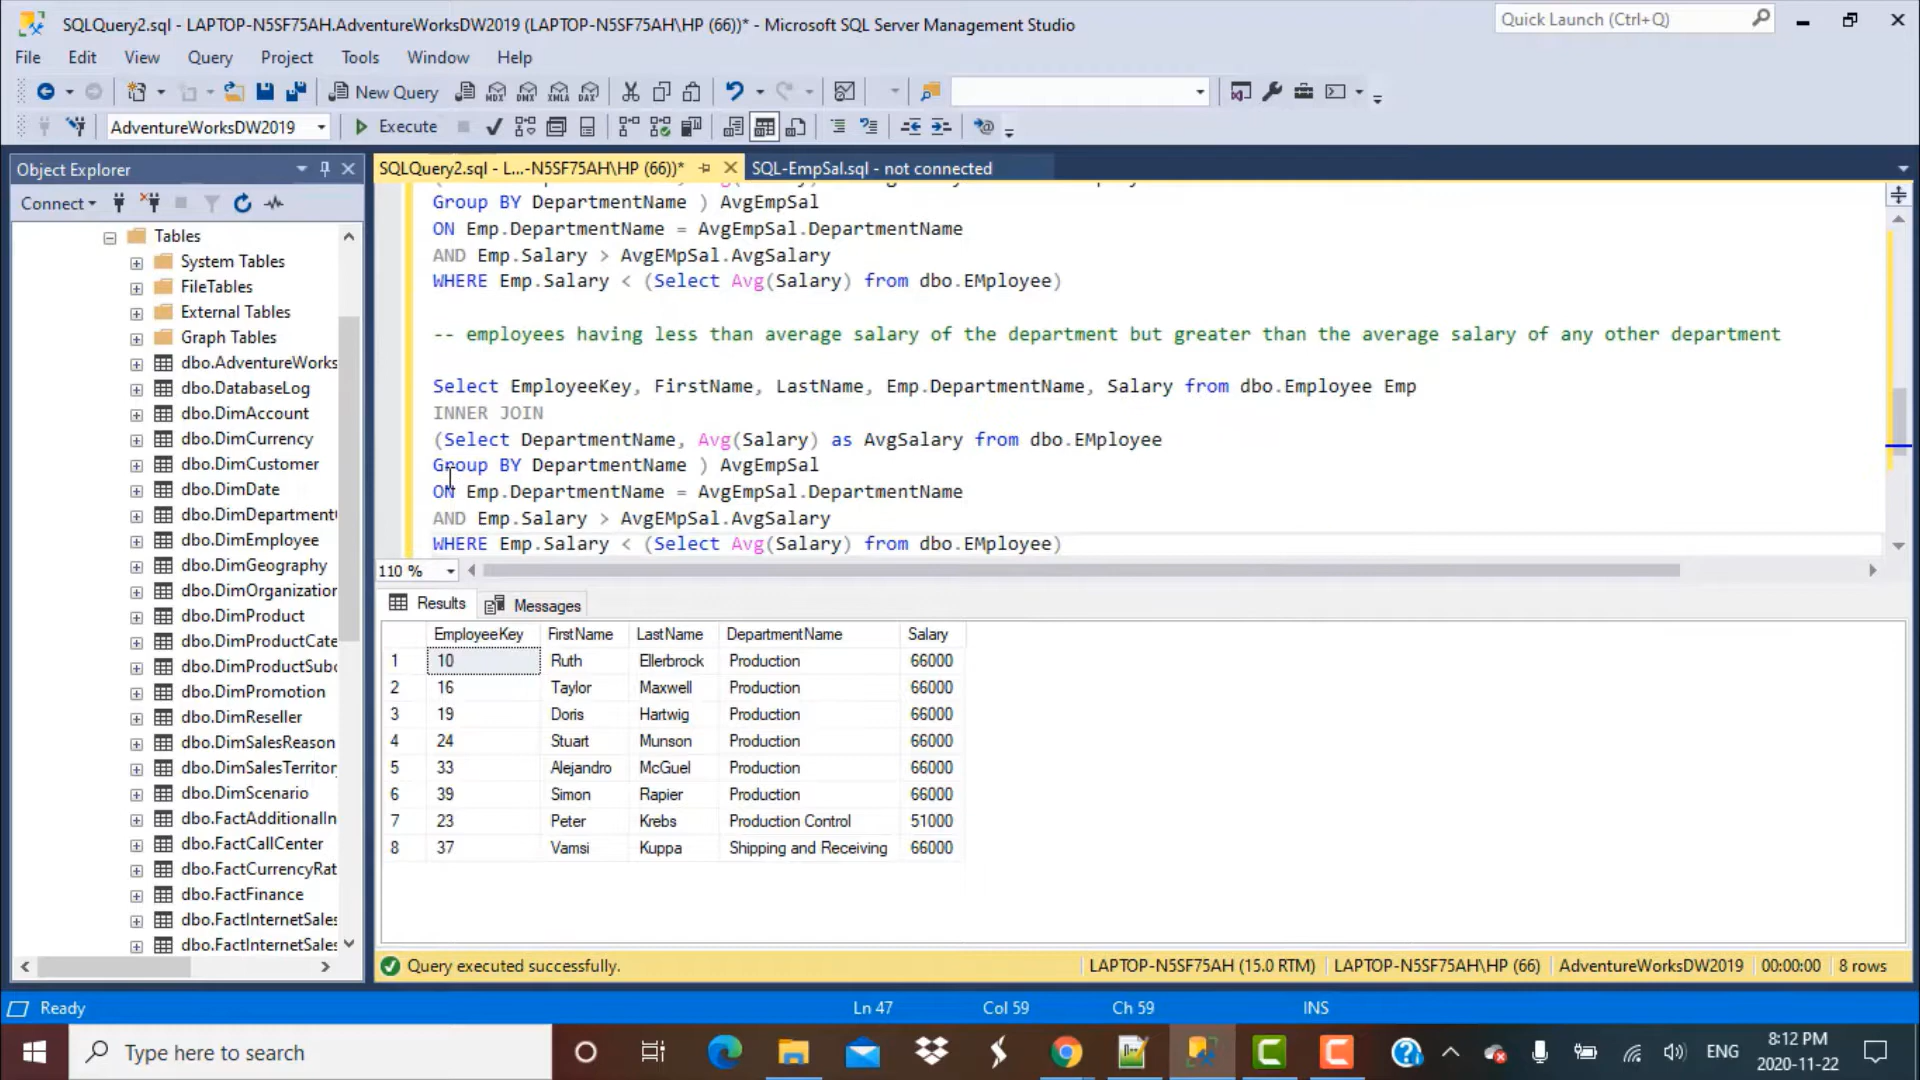 SQLQuery2.sql - LAPTOP-N5SF75AH.AdventureWorksDW2019 (LAPTOP-N5SF75AH\HP (66))* - Microsoft SQL Server Management Studio
Quick Launch (Ctrl+Q)
File Edit View Query Project Tools Window Help
New Query MDX DMX XMLA DAX
AdventureWorksDW2019 Execute
Object Explorer
SQLQuery2.sql - L...-N5SF75AH\HP (66))* SQL-EmpSal.sql - not connected
Connect
Tables
System Tables
FileTables
External Tables
Graph Tables
dbo.AdventureWorks
dbo.DatabaseLog
dbo.DimAccount
dbo.DimCurrency
dbo.DimCustomer
dbo.DimDate
dbo.DimDepartment
dbo.DimEmployee
dbo.DimGeography
dbo.DimOrganization
dbo.DimProduct
dbo.DimProductCate
dbo.DimProductSub
dbo.DimPromotion
dbo.DimReseller
dbo.DimSalesReason
dbo.DimSalesTerritor
dbo.DimScenario
dbo.FactAdditionalIn
dbo.FactCallCenter
dbo.FactCurrencyRat
dbo.FactFinance
dbo.FactInternetSales
dbo.FactInternetSales
Group BY DepartmentName ) AvgEmpSal
ON Emp.DepartmentName = AvgEmpSal.DepartmentName
AND Emp.Salary > AvgEMpSal.AvgSalary
WHERE Emp.Salary < (Select Avg(Salary) from dbo.EMployee)
-- employees having less than average salary of the department but greater than the average salary of any other department
Select EmployeeKey, FirstName, LastName, Emp.DepartmentName, Salary from dbo.Employee Emp
INNER JOIN
(Select DepartmentName, Avg(Salary) as AvgSalary from dbo.EMployee
Group BY DepartmentName ) AvgEmpSal
ON Emp.DepartmentName = AvgEmpSal.DepartmentName
AND Emp.Salary > AvgEMpSal.AvgSalary
WHERE Emp.Salary < (Select Avg(Salary) from dbo.EMployee)
110 %
Results Messages
EmployeeKey FirstName LastName DepartmentName Salary
1 10 Ruth Ellerbrock Production 66000
2 16 Taylor Maxwell Production 66000
3 19 Doris Hartwig Production 66000
4 24 Stuart Munson Production 66000
5 33 Alejandro McGuel Production 66000
6 39 Simon Rapier Production 66000
7 23 Peter Krebs Production Control 51000
8 37 Vamsi Kuppa Shipping and Receiving 66000
Query executed successfully. LAPTOP-N5SF75AH (15.0 RTM) LAPTOP-N5SF75AH\HP (66) AdventureWorksDW2019 00:00:00 8 rows
Ready Ln 47 Col 59 Ch 59 INS
Type here to search
ENG
8:12 PM
2020-11-22